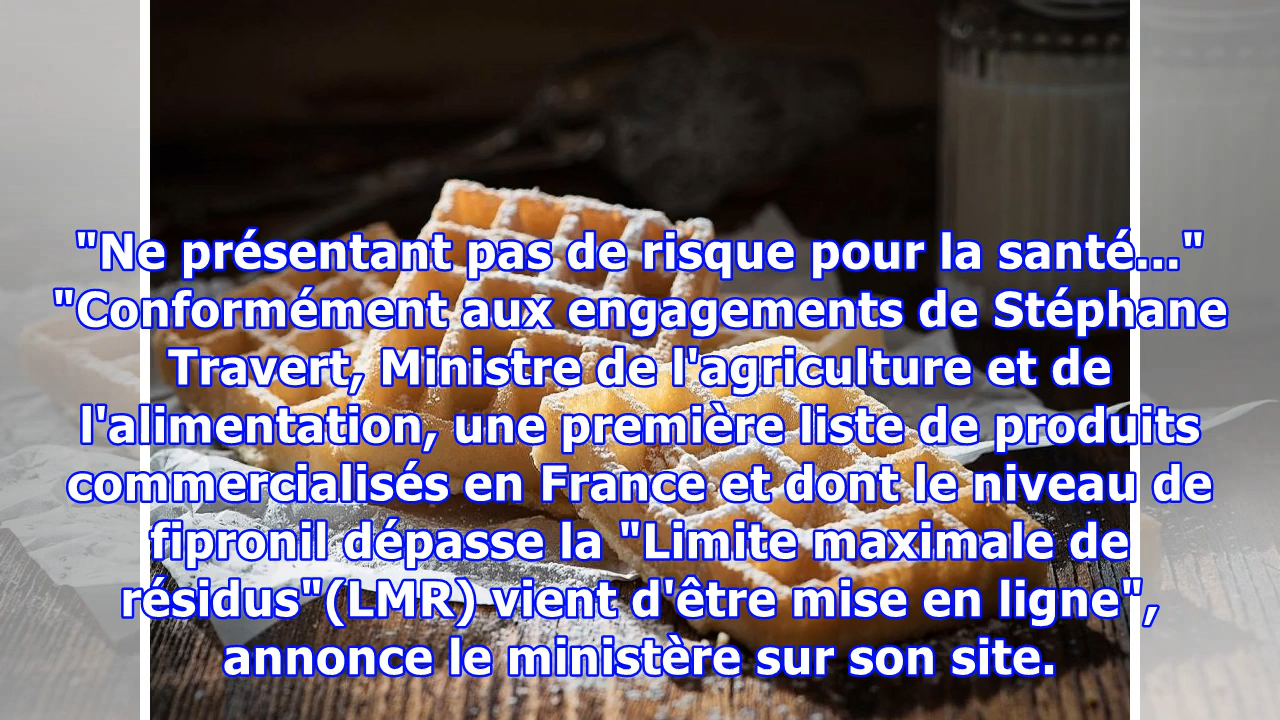 "Ne présentant pas de risque pour la santé..."
"Conformément aux engagements de Stéphane
Travert, Ministre de l'agriculture et de
l'alimentation, une première liste de produits
commercialisés en France et dont le niveau de
fipronil dépasse la "Limite maximale de
résidus"(LMR) vient d'être mise en ligne",
annonce le ministère sur son site.